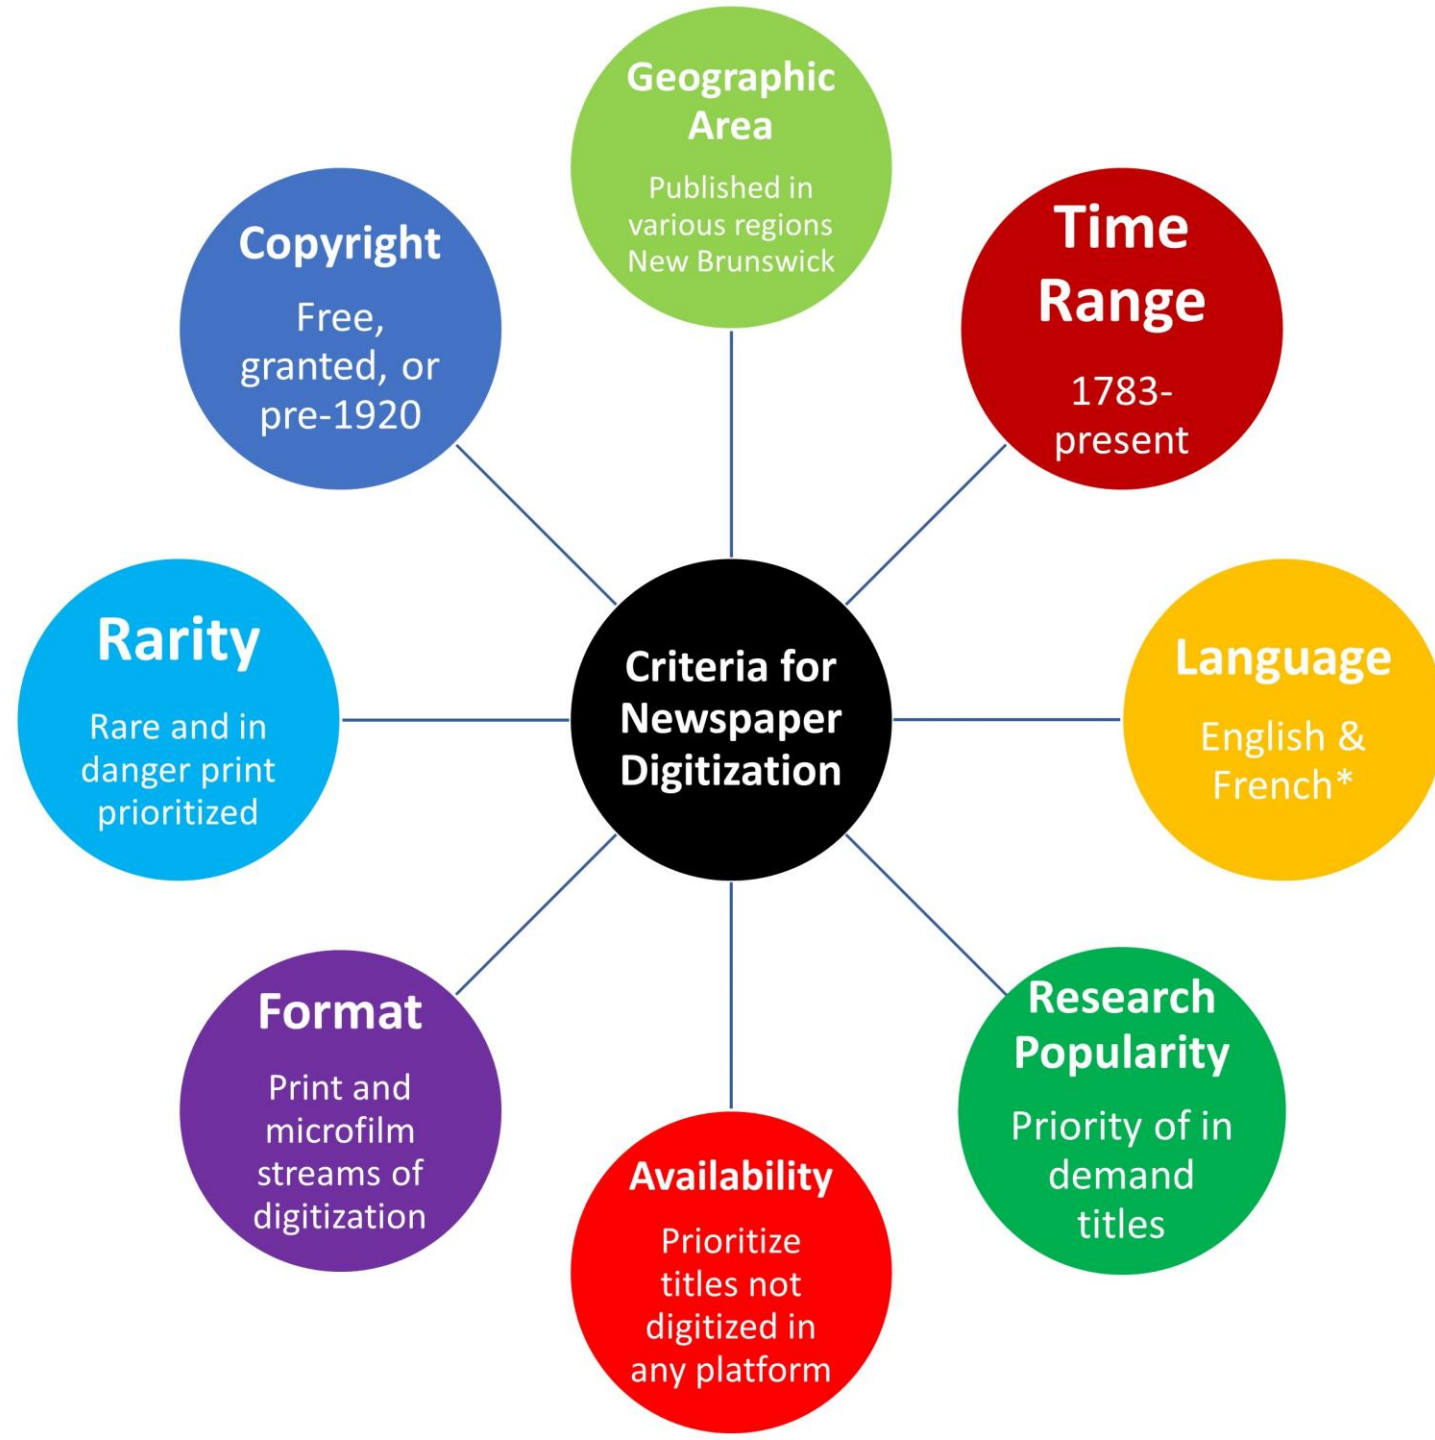 Geographic
Area
Published in
various regions
New Brunswick
Time
Range
1783-
present
Language
English &
French*
Research
Popularity
Priority of in
demand
titles
Availability
Prioritize
titles not
digitized in
any platform
Format
Print and
microfilm
streams of
digitization
Rarity
Rare and in
danger print
prioritized
Copyright
Free,
granted, or
pre-1920
Criteria for
Newspaper
Digitization